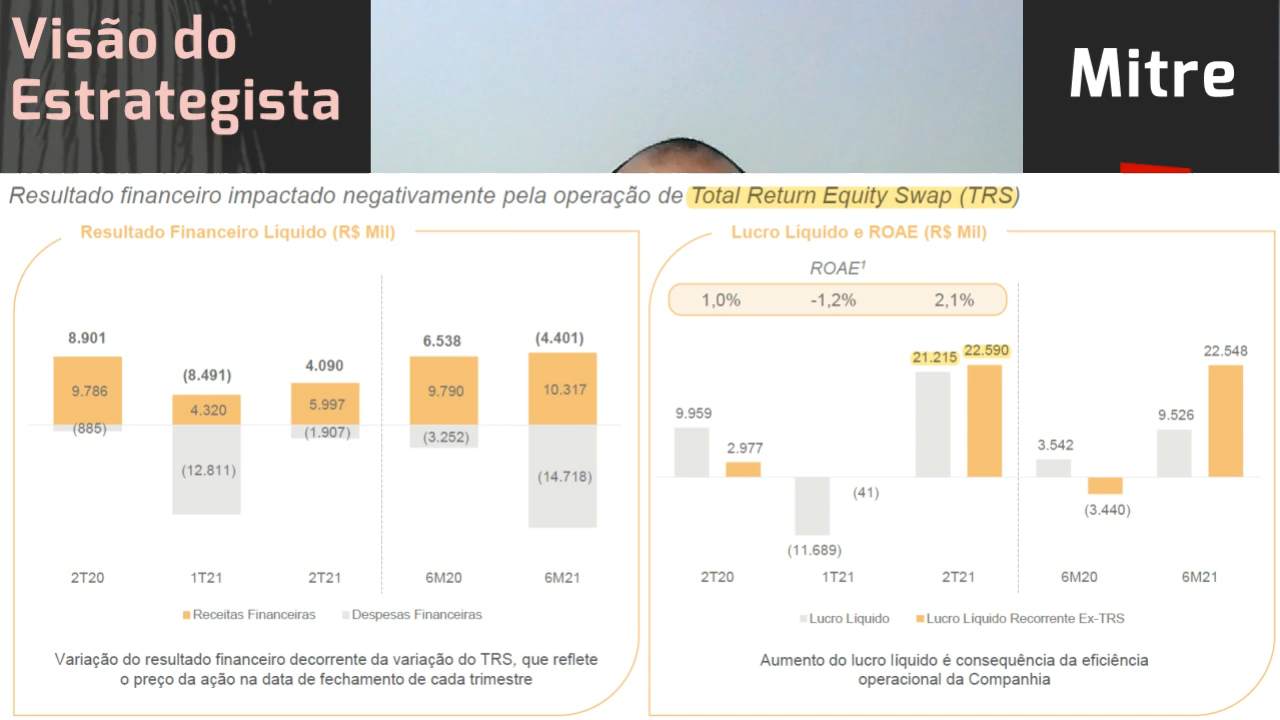 Visão do
Estrategista
Mitre
Resultado financeiro impactado negativamente pela operação de Total Return Equity Swap (TRS)
Resultado Financeiro Líquido (R$ Mil)
8.901
9.786
(885)
(8.491)
4.320
(12.811)
4.090
5.997
(1.907)
6.538
9.790
(3.252)
(4.401)
10.317
(14.718)
2T20 1T21 2T21 6M20 6M21
Receitas Financeiras Despesas Financeiras
Variação do resultado financeiro decorrente da variação do TRS, que reflete
o preço da ação na data de fechamento de cada trimestre
Lucro Líquido e ROAE (R$ Mil)
ROAE¹
1,0% -1,2% 2,1%
9.959
2.977
(11.689)
(41)
21.215
22.590
3.542
(3.440)
9.526
22.548
2T20 1T21 2T21 6M20 6M21
Lucro Líquido Lucro Líquido Recorrente Ex-TRS
Aumento do lucro líquido é consequência da eficiência
operacional da Companhia